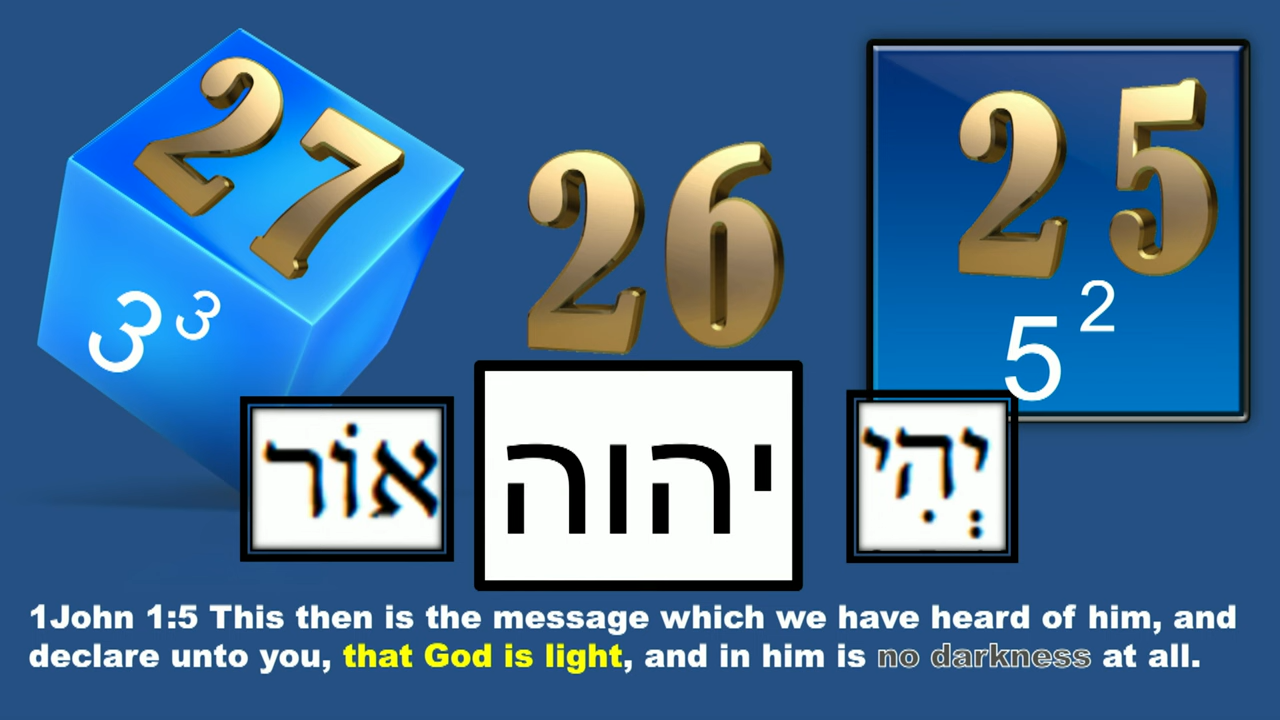 27
3³
26
25
5²
אוֹר
יהוה
יְהִי
1John 1:5 This then is the message which we have heard of him, and
declare unto you, that God is light, and in him is no darkness at all.